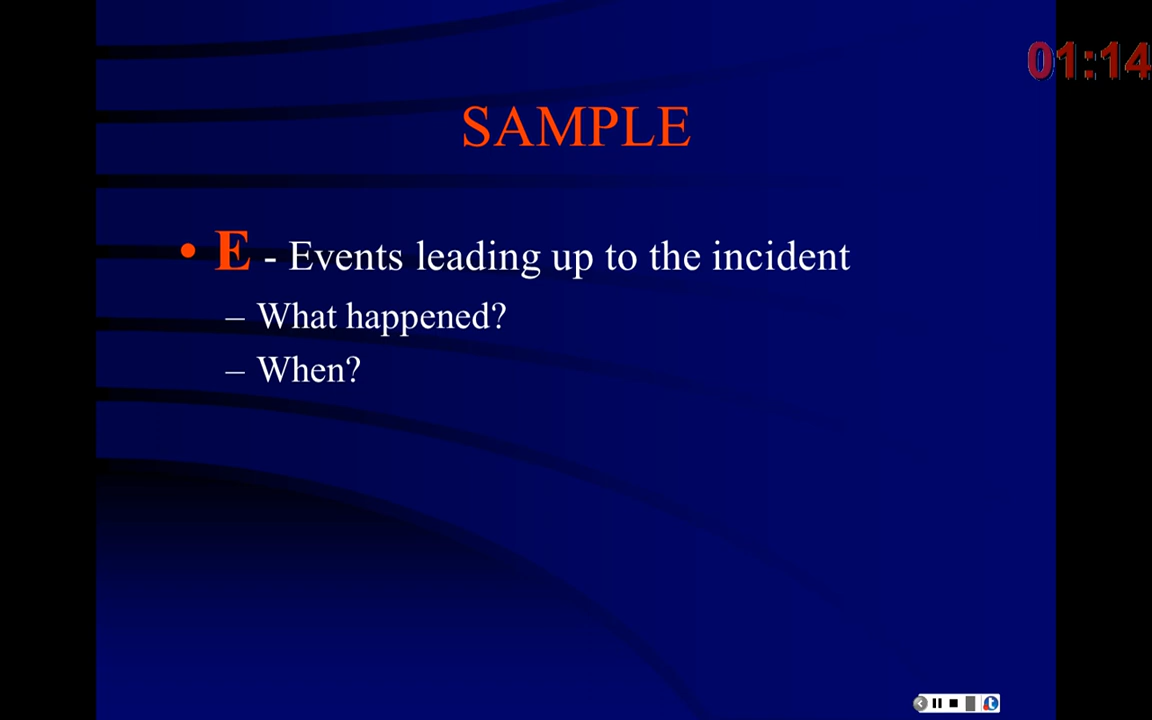 01:14
SAMPLE
• E - Events leading up to the incident
– What happened?
– When?